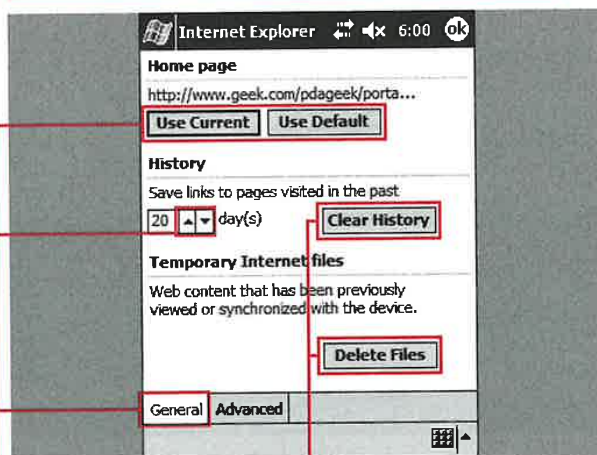 Internet Explorer 6:00 ok
Home page
http://www.geek.com/pdageek/porta...
Use Current Use Default
History
Save links to pages visited in the past
20 day(s) Clear History
Temporary Internet files
Web content that has been previously
viewed or synchronized with the device.
Delete Files
General Advanced